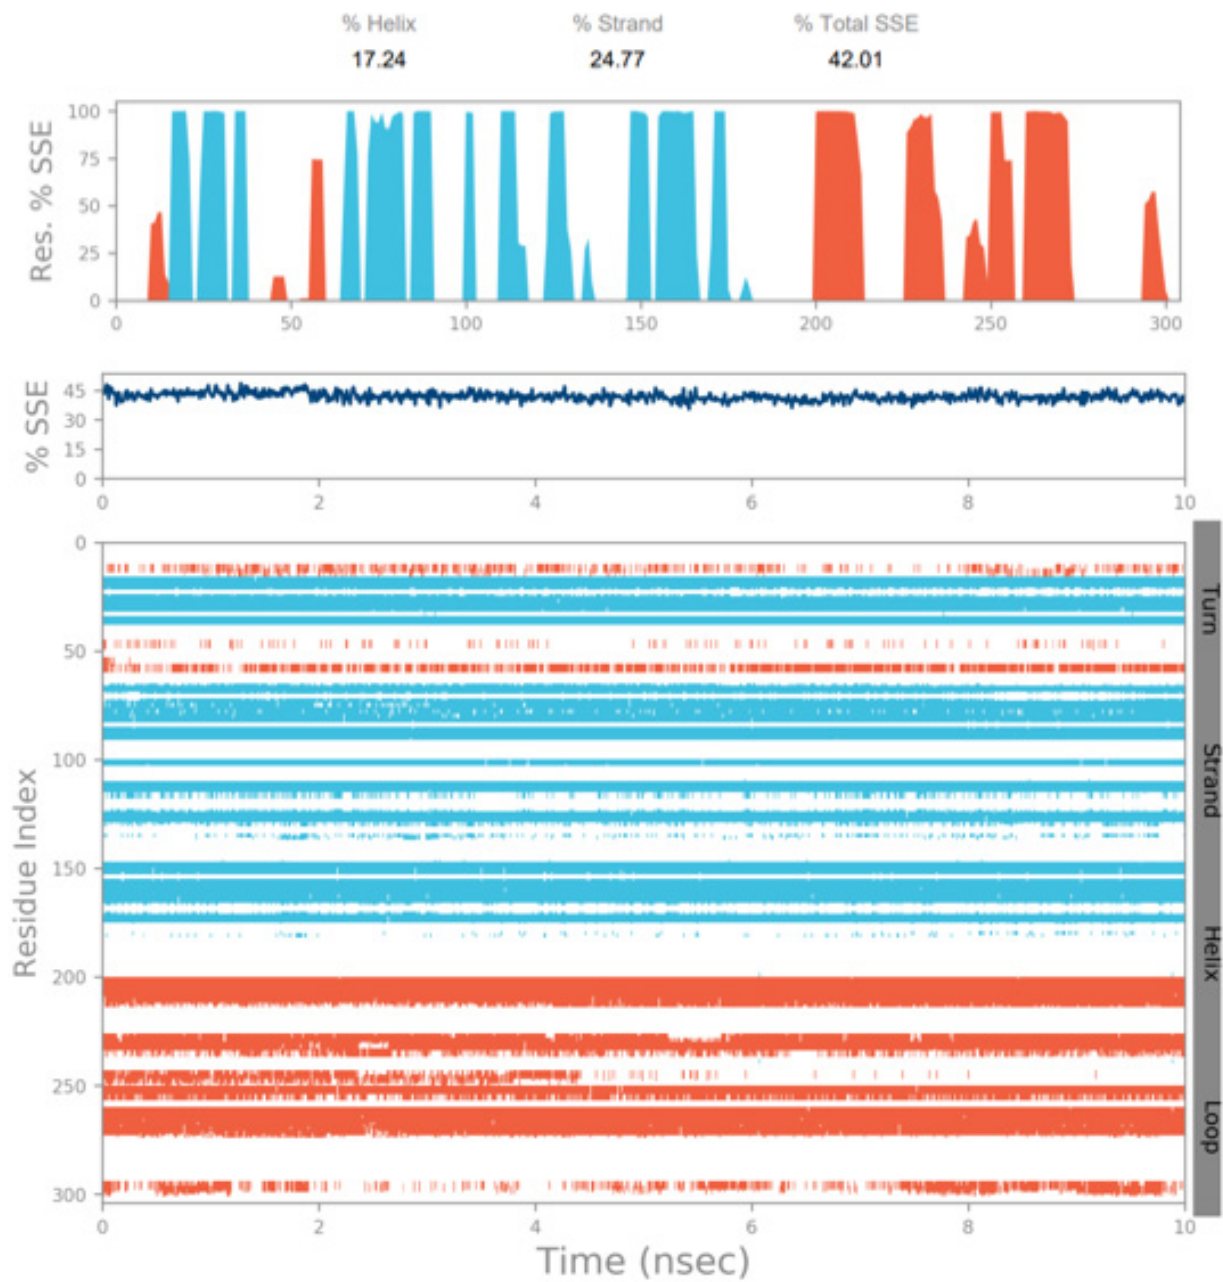 % Helix % Strand % Total SSE
17.24 24.77 42.01
Res. % SSE
100
75
50
25
0
0 50 100 150 200 250 300
% SSE
45
30
15
0
0 2 4 6 8 10
Residue Index
0
50
100
150
200
250
300
0 2 4 6 8 10
Time (nsec)
Turn
Strand
Helix
Loop